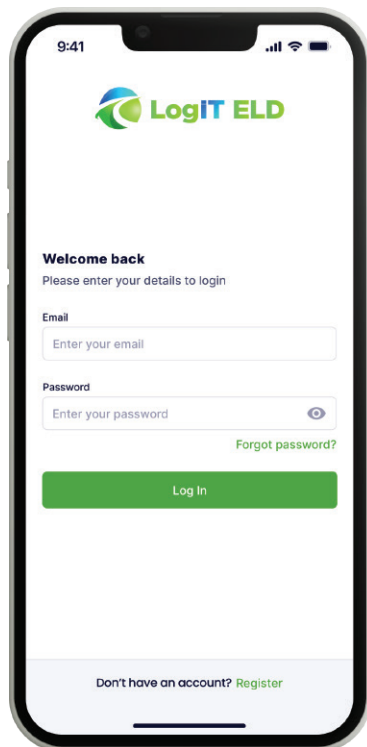 9:41
LogIT ELD
Welcome back
Please enter your details to login
Email
Enter your email
Password
Enter your password
Forgot password?
Log In
Don't have an account? Register